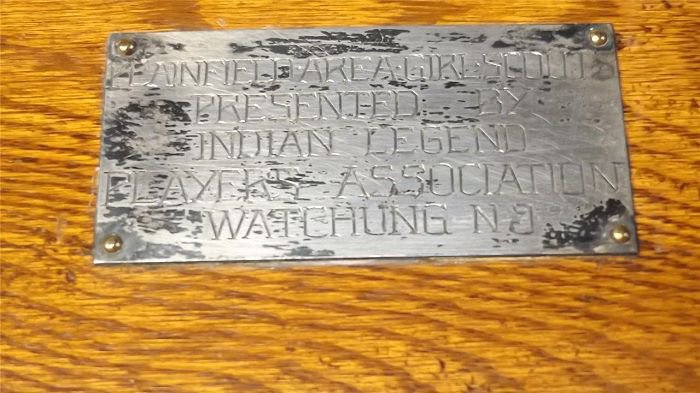 PLAINFIELD·AREA·GIRL SCOUTS
PRESENTED BY
INDIAN LEGEND
PLAYERS ASSOCIATION
WATCHUNG N J